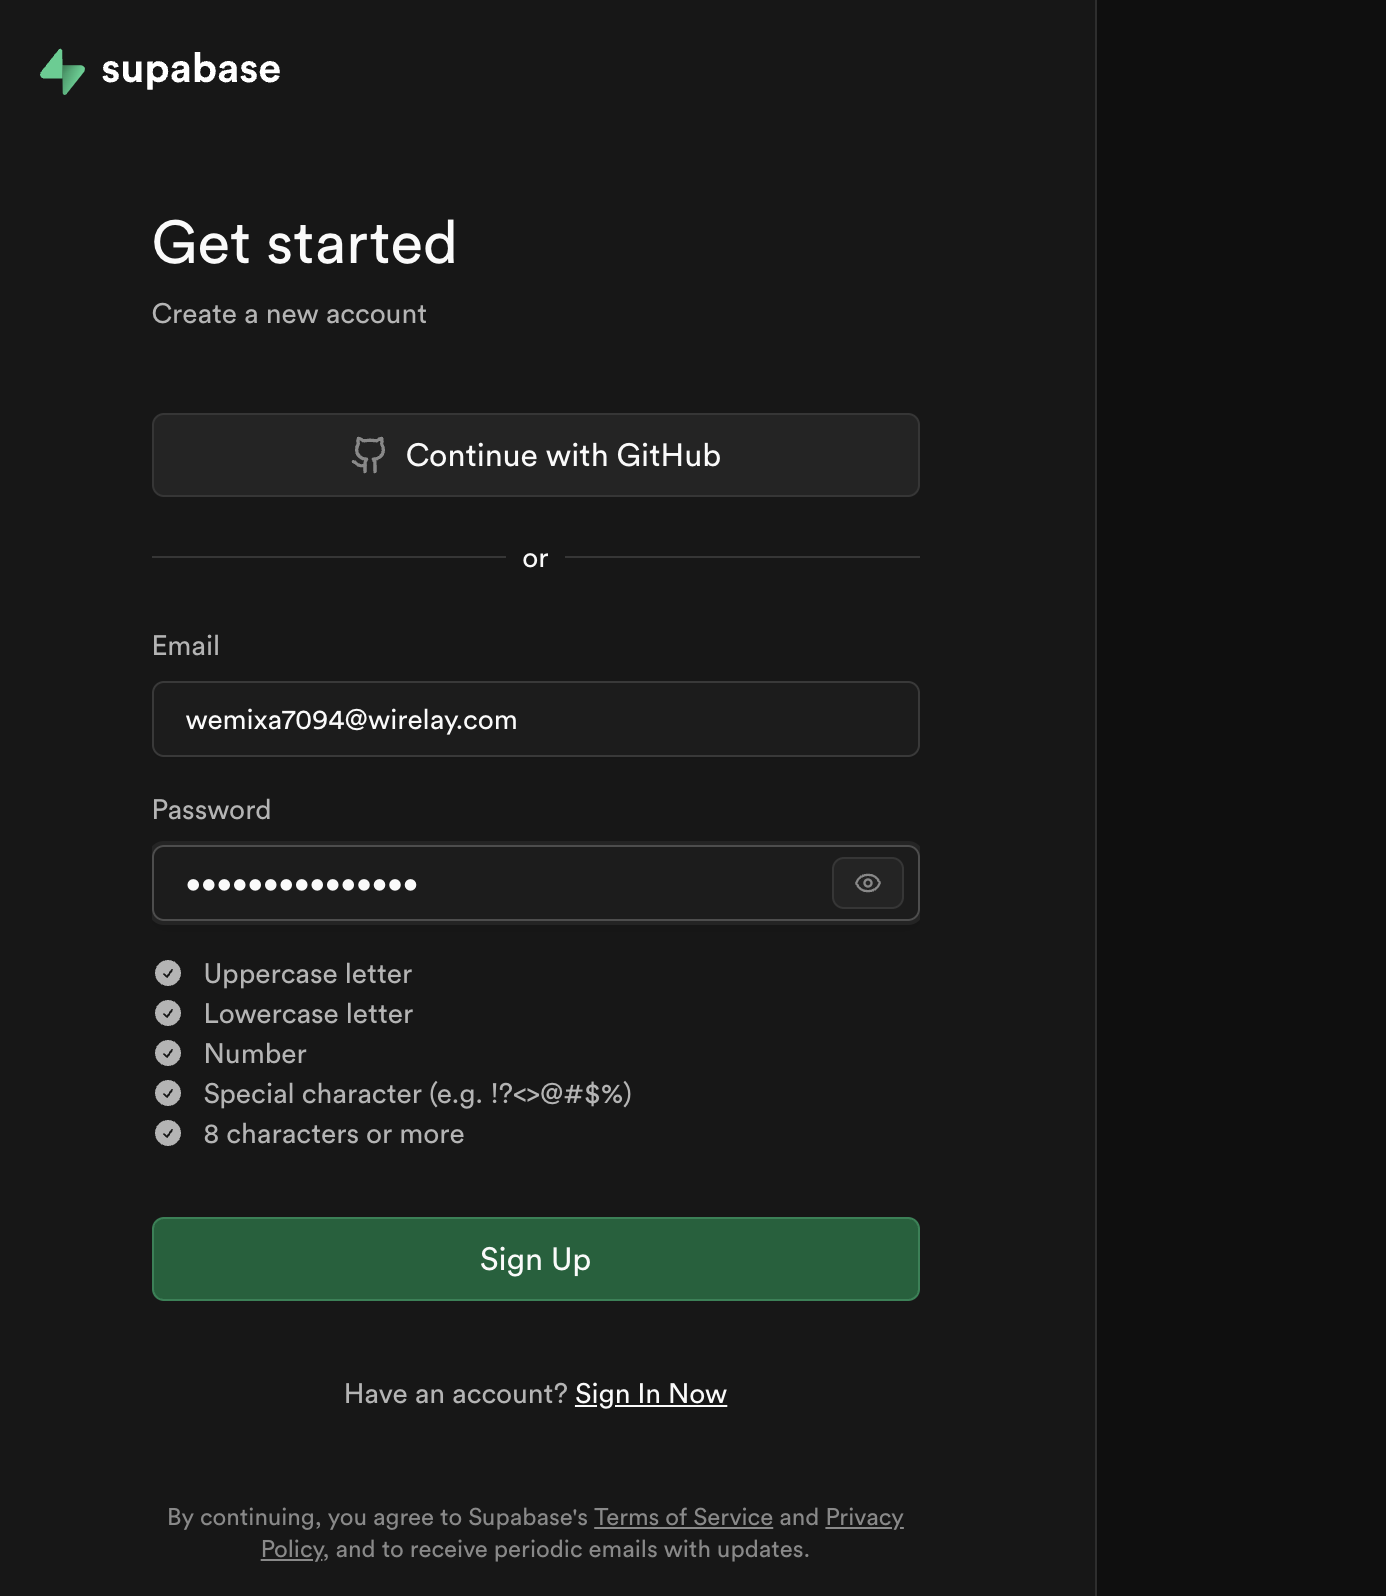 supabase
Get started
Create a new account
Continue with GitHub
or
Email
wemixa7094@wirelay.com
Password
Uppercase letter
Lowercase letter
Number
Special character (e.g. !?<>@#$%)
8 characters or more
Sign Up
Have an account? Sign In Now
By continuing, you agree to Supabase's Terms of Service and Privacy
Policy, and to receive periodic emails with updates.